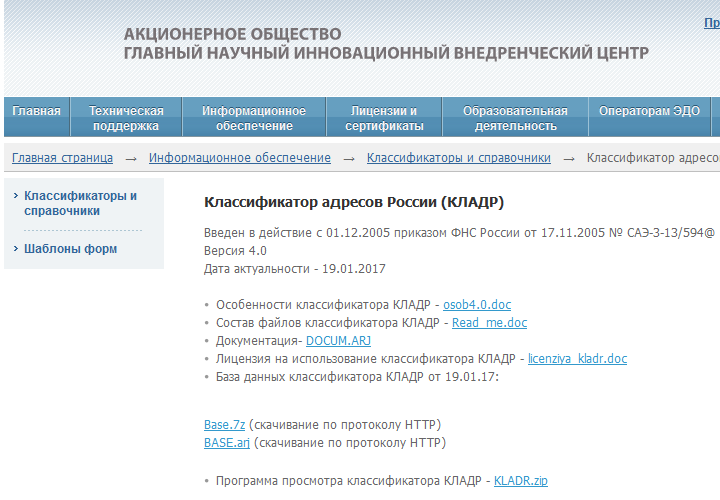 Пр
АКЦИОНЕРНОЕ ОБЩЕСТВО
ГЛАВНЫЙ НАУЧНЫЙ ИННОВАЦИОННЫЙ ВНЕДРЕНЧЕСКИЙ ЦЕНТР
Главная
Техническая поддержка
Информационное обеспечение
Лицензии и сертификаты
Образовательная деятельность
Операторам ЭДО
Главная страница → Информационное обеспечение → Классификаторы и справочники → Классификатор адресо
Классификаторы и
справочники
Шаблоны форм
Классификатор адресов России (КЛАДР)
Введен в действие с 01.12.2005 приказом ФНС России от 17.11.2005 № САЭ-3-13/594@
Версия 4.0
Дата актуальности - 19.01.2017
• Особенности классификатора КЛАДР - osob4.0.doc
• Состав файлов классификатора КЛАДР - Read_me.doc
• Документация- DOCUM.ARJ
• Лицензия на использование классификатора КЛАДР - licenziya_kladr.doc
• База данных классификатора КЛАДР от 19.01.17:
Base.7z (скачивание по протоколу HTTP)
BASE.arj (скачивание по протоколу HTTP)
• Программа просмотра классификатора КЛАДР - KLADR.zip